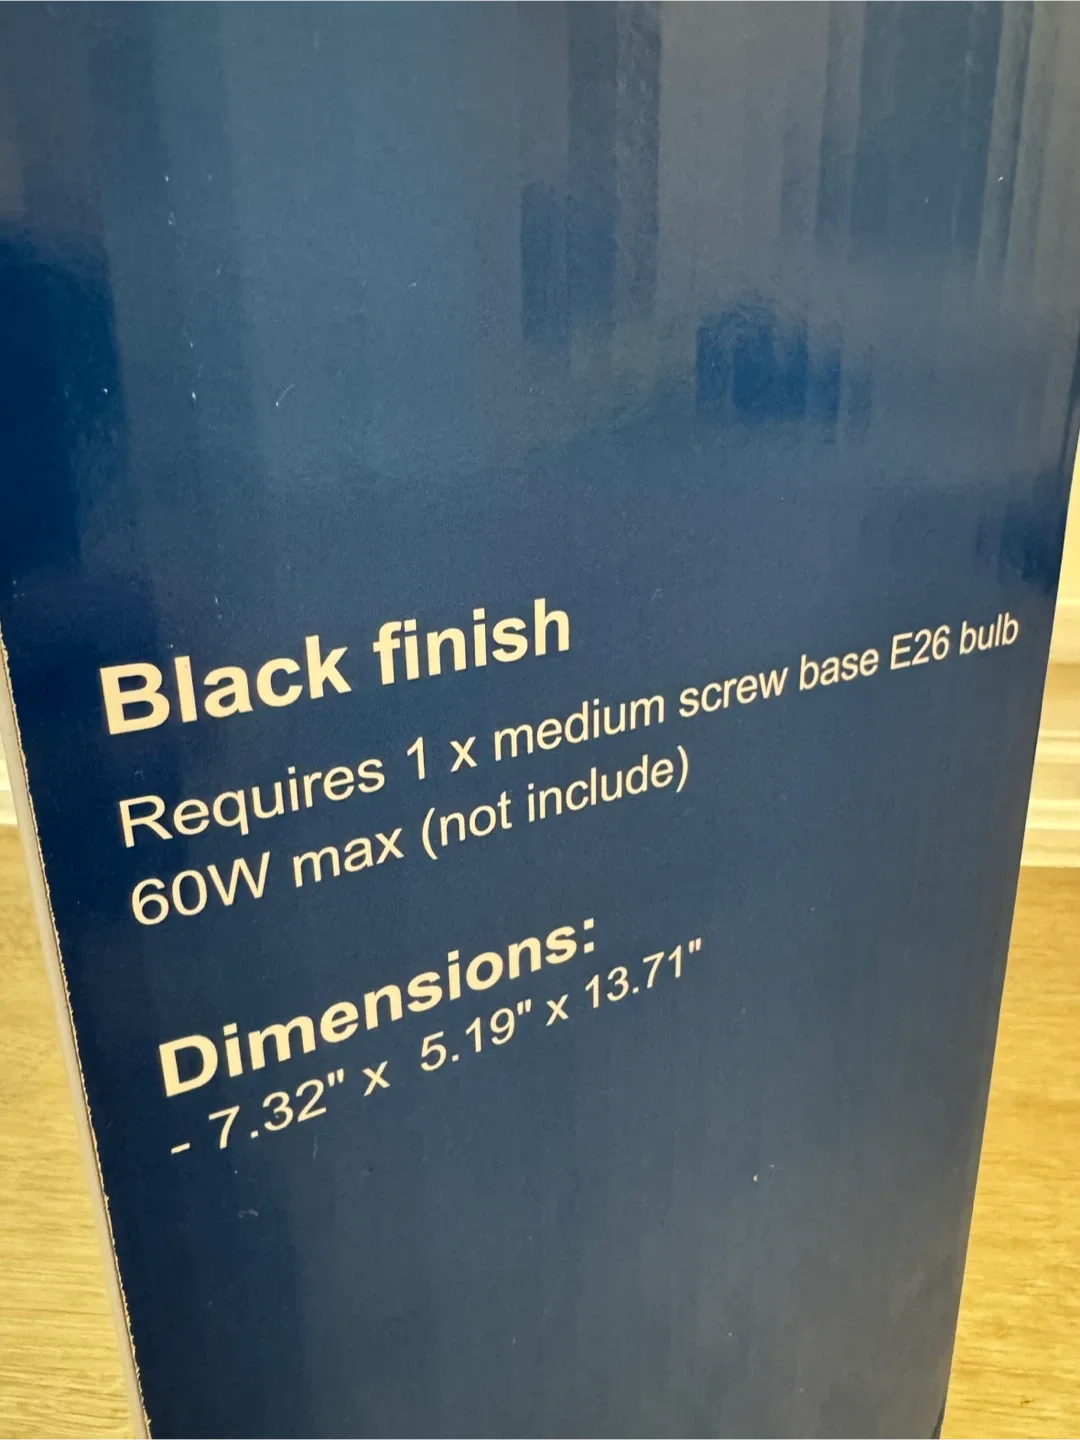 Black finish
Requires 1 x medium screw base E26 bulb
60W max (not include)
Dimensions:
- 7.32" x 5.19" x 13.71"